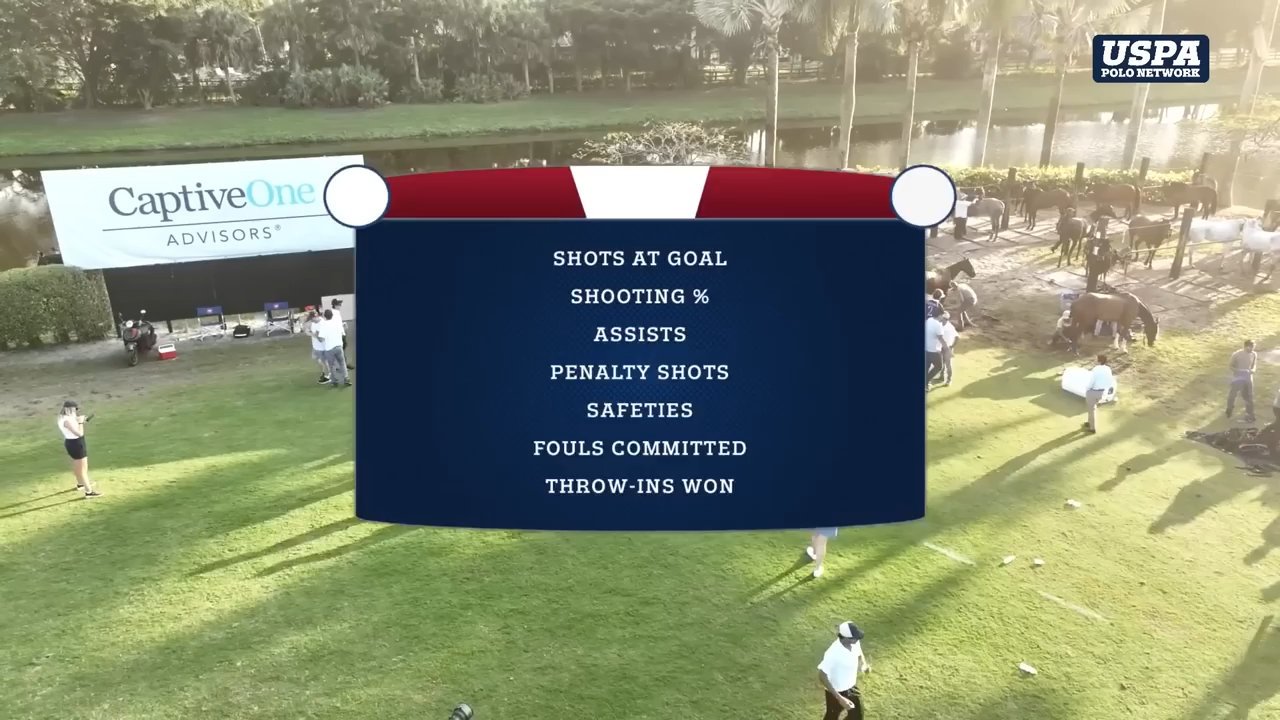 USPA
POLO NETWORK
CaptiveOne
ADVISORS®
SHOTS AT GOAL
SHOOTING %
ASSISTS
PENALTY SHOTS
SAFETIES
FOULS COMMITTED
THROW-INS WON